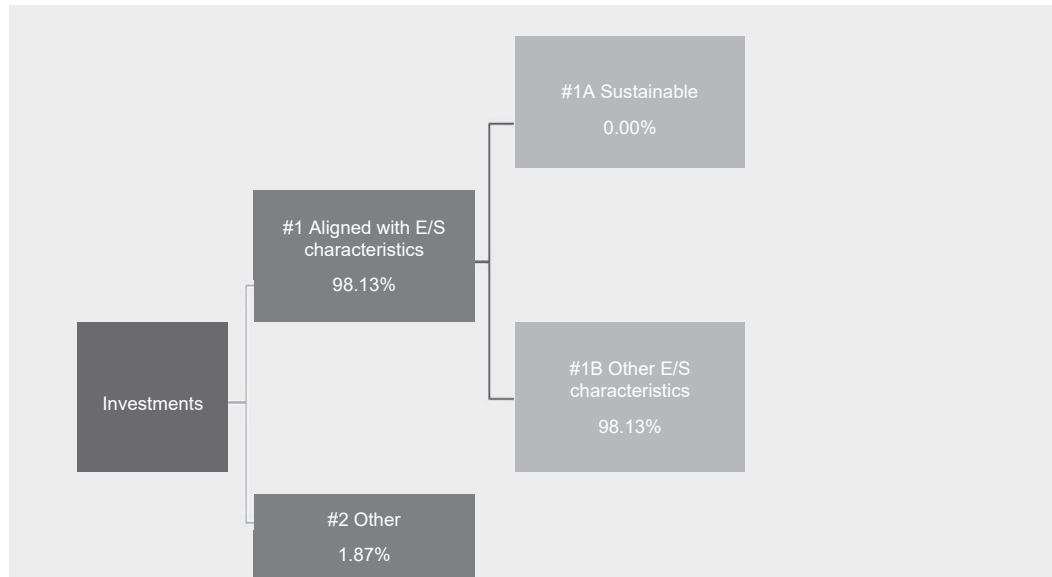 #1A Sustainable
0.00%
#1 Aligned with E/S
characteristics
98.13%
#1B Other E/S
characteristics
98.13%
Investments
#2 Other
1.87%